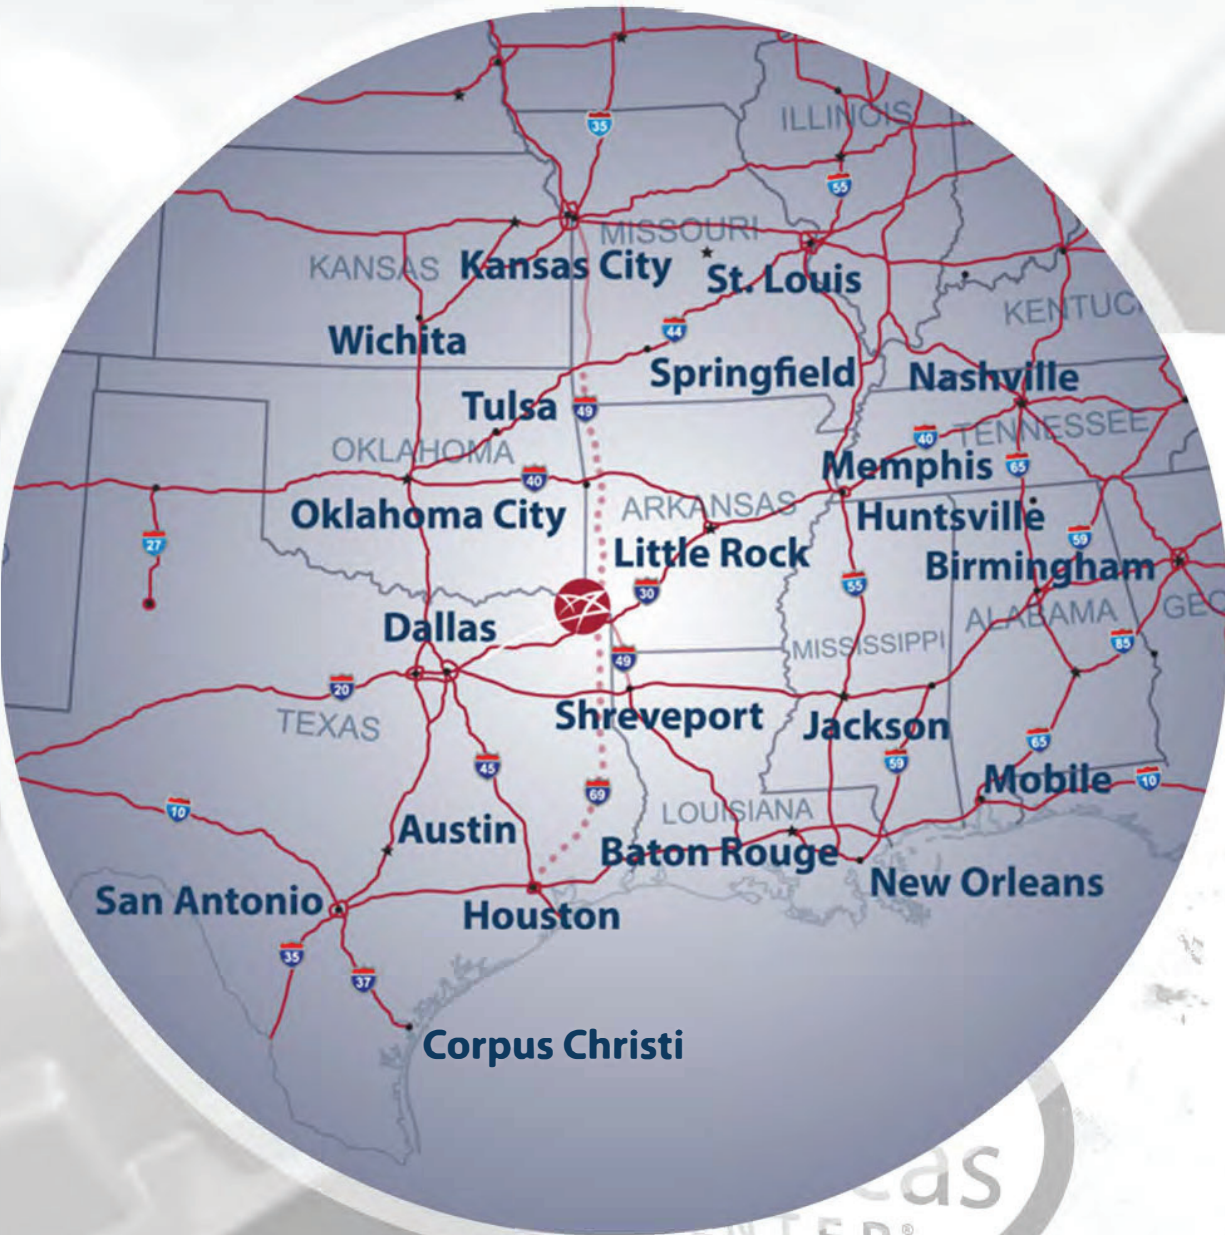 35
ILLINOIS
55
MISSOURI
KANSAS
Kansas City
St. Louis
KENTUC
Wichita
44
Springfield
Nashville
Tulsa
49
OKLAHOMA
40
TENNESSEE
Memphis
65
40
Oklahoma City
ARKANSAS
Huntsville
27
Little Rock
59
Birmingham
30
55
Dallas
ALABAMA
GEO
MISSISSIPPI
85
49
20
Shreveport
Jackson
TEXAS
65
45
59
Mobile
10
69
10
LOUISIANA
Austin
Baton Rouge
New Orleans
San Antonio
Houston
35
37
Corpus Christi
as
NTER®